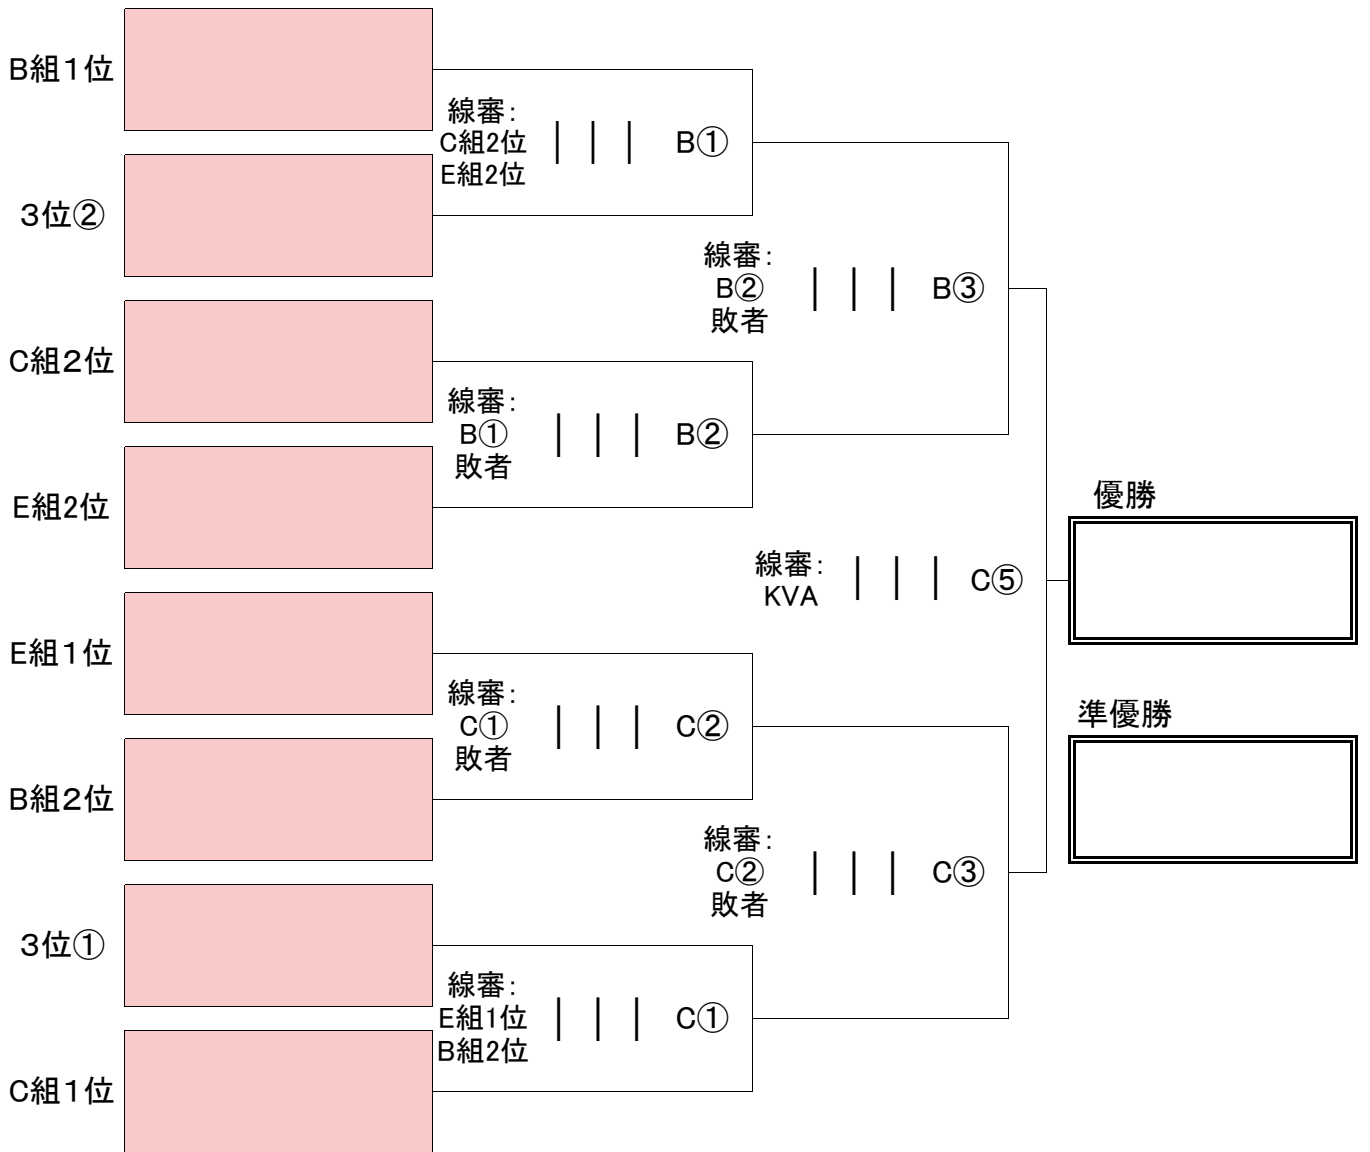 B組１位
線審：
C組2位
E組2位
B①
３位②
線審：
B②
敗者
B③
C組２位
線審：
B①
敗者
B②
E組2位
優勝
線審：
KVA
C⑤
E組１位
線審：
C①
敗者
C②
準優勝
B組２位
線審：
C②
敗者
C③
３位①
線審：
E組1位
B組2位
C①
C組１位